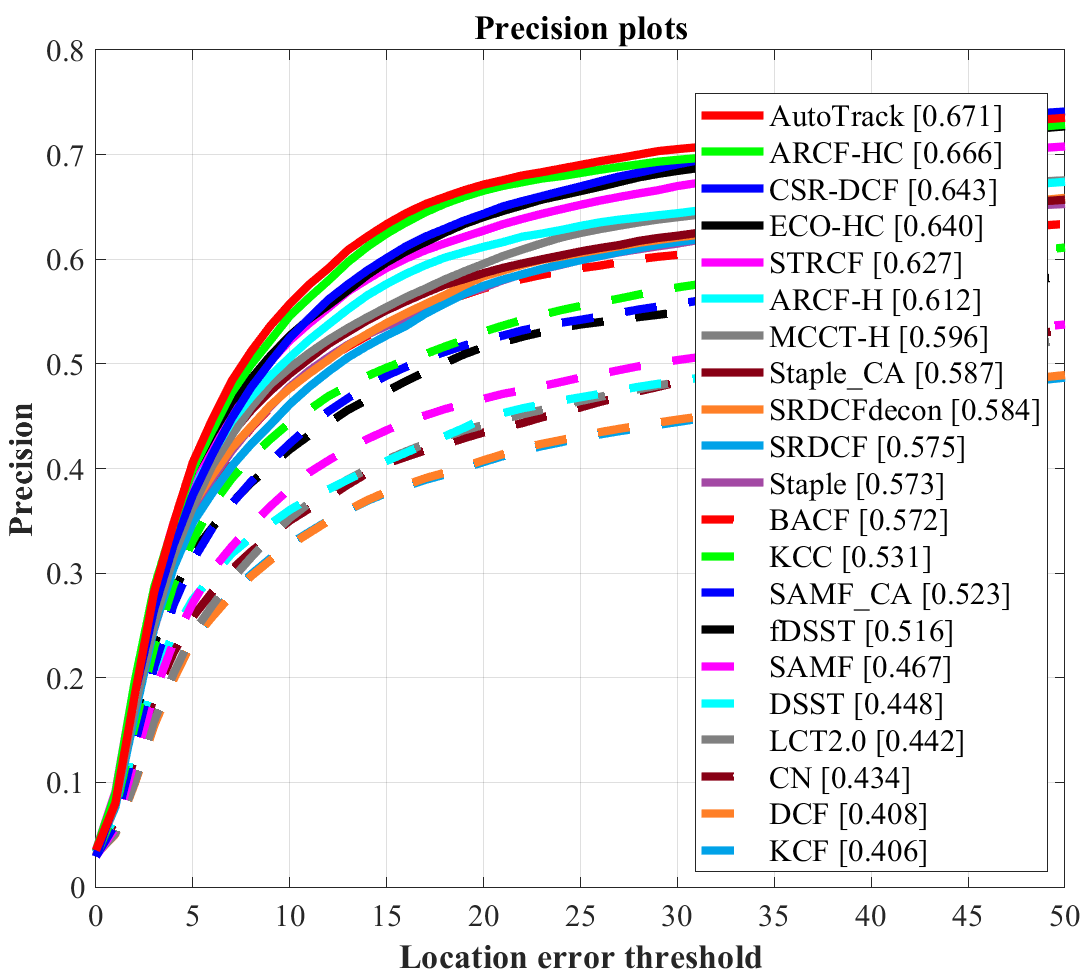 Precision plots
0.8
0.7
0.6
0.5
0.4
0.3
0.2
0.1
0
Precision
AutoTrack [0.671]
ARCF-HC [0.666]
CSR-DCF [0.643]
ECO-HC [0.640]
STRCF [0.627]
ARCF-H [0.612]
MCCT-H [0.596]
Staple_CA [0.587]
SRDCFdecon [0.584]
SRDCF [0.575]
Staple [0.573]
BACF [0.572]
KCC [0.531]
SAMF_CA [0.523]
fDSST [0.516]
SAMF [0.467]
DSST [0.448]
LCT2.0 [0.442]
CN [0.434]
DCF [0.408]
KCF [0.406]
0 5 10 15 20 25 30 35 40 45 50
Location error threshold